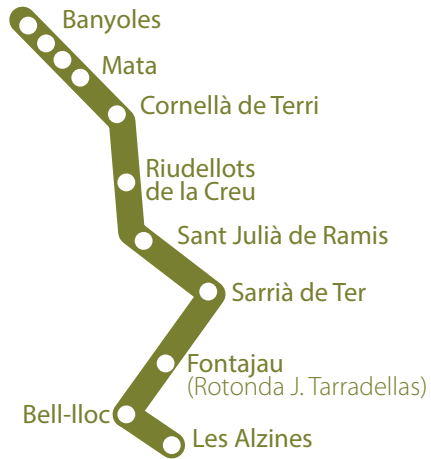 Banyoles
Mata
Cornellà de Terri
Riudellots
de la Creu
Sant Julià de Ramis
Sarrià de Ter
Fontajau
(Rotonda J. Tarradellas)
Bell-lloc
Les Alzines